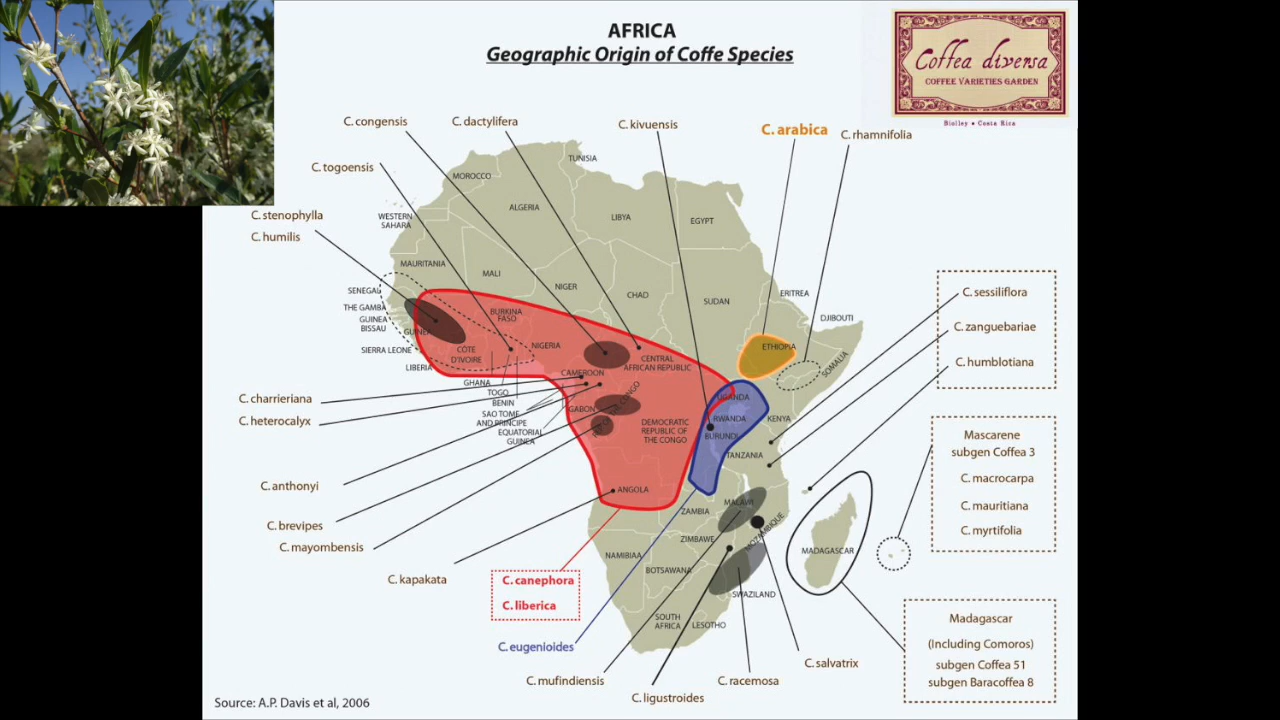 AFRICA
Geographic Origin of Coffe Species
Coffea diversa
COFFEE VARIETIES GARDEN
Biolley • Costa Rica
C. congensis
C. dactylifera
C. kivuensis
C. arabica
C. rhamnifolia
C. togoensis
C. stenophylla
C. humilis
TUNISIA
MOROCCO
ALGERIA
LIBYA
EGYPT
WESTERN
SAHARA
MAURITANIA
MALI
NIGER
CHAD
SUDAN
ERITREA
DJIBOUTI
SENEGAL
THE GAMBA
GUINEA
BISSAU
GUINEA
BURKINA
FASO
SIERRA LEONE
LIBERIA
CÔTE
D'IVOIRE
NIGERIA
GHANA
TOGO
BENIN
CAMEROON
CENTRAL
AFRICAN REPUBLIC
ETHIOPIA
SOMALIA
SAO TOME
AND PRINCIPE
EQUATORIAL
GUINEA
GABON
CONGO
DEMOCRATIC
REPUBLIC OF
THE CONGO
UGANDA
RWANDA
BURUNDI
KENYA
TANZANIA
ANGOLA
ZAMBIA
MALAWI
MOZAMBIQUE
ZIMBAWE
NAMIBIAA
BOTSAWANA
SWAZILAND
SOUTH
AFRICA
LESOTHO
MADAGASCAR
C. sessiliflora
C. zanguebariae
C. humblotiana
C. charrieriana
C. heterocalyx
C. anthonyi
C. brevipes
C. mayombensis
C. kapakata
C. canephora
C. liberica
C. eugenioides
C. mufindiensis
C. ligustroides
C. racemosa
C. salvatrix
Mascarene
subgen Coffea 3
C. macrocarpa
C. mauritiana
C. myrtifolia
Madagascar
(Including Comoros)
subgen Coffea 51
subgen Baracoffea 8
Source: A.P. Davis et al, 2006